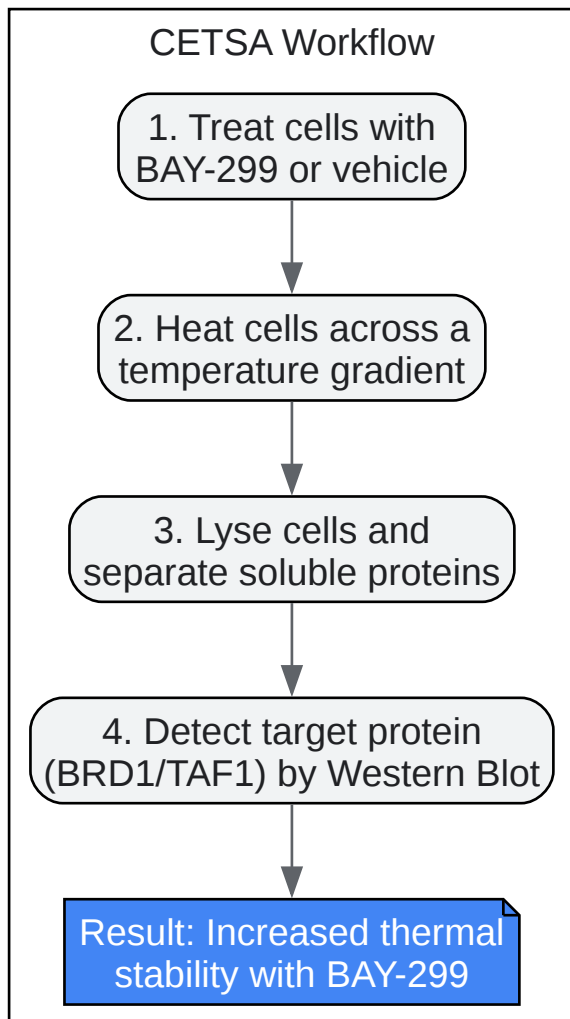 CETSA Workflow
1. Treat cells with
BAY-299 or vehicle
2. Heat cells across a
temperature gradient
3. Lyse cells and
separate soluble proteins
4. Detect target protein
(BRD1/TAF1) by Western Blot
Result: Increased thermal
stability with BAY-299